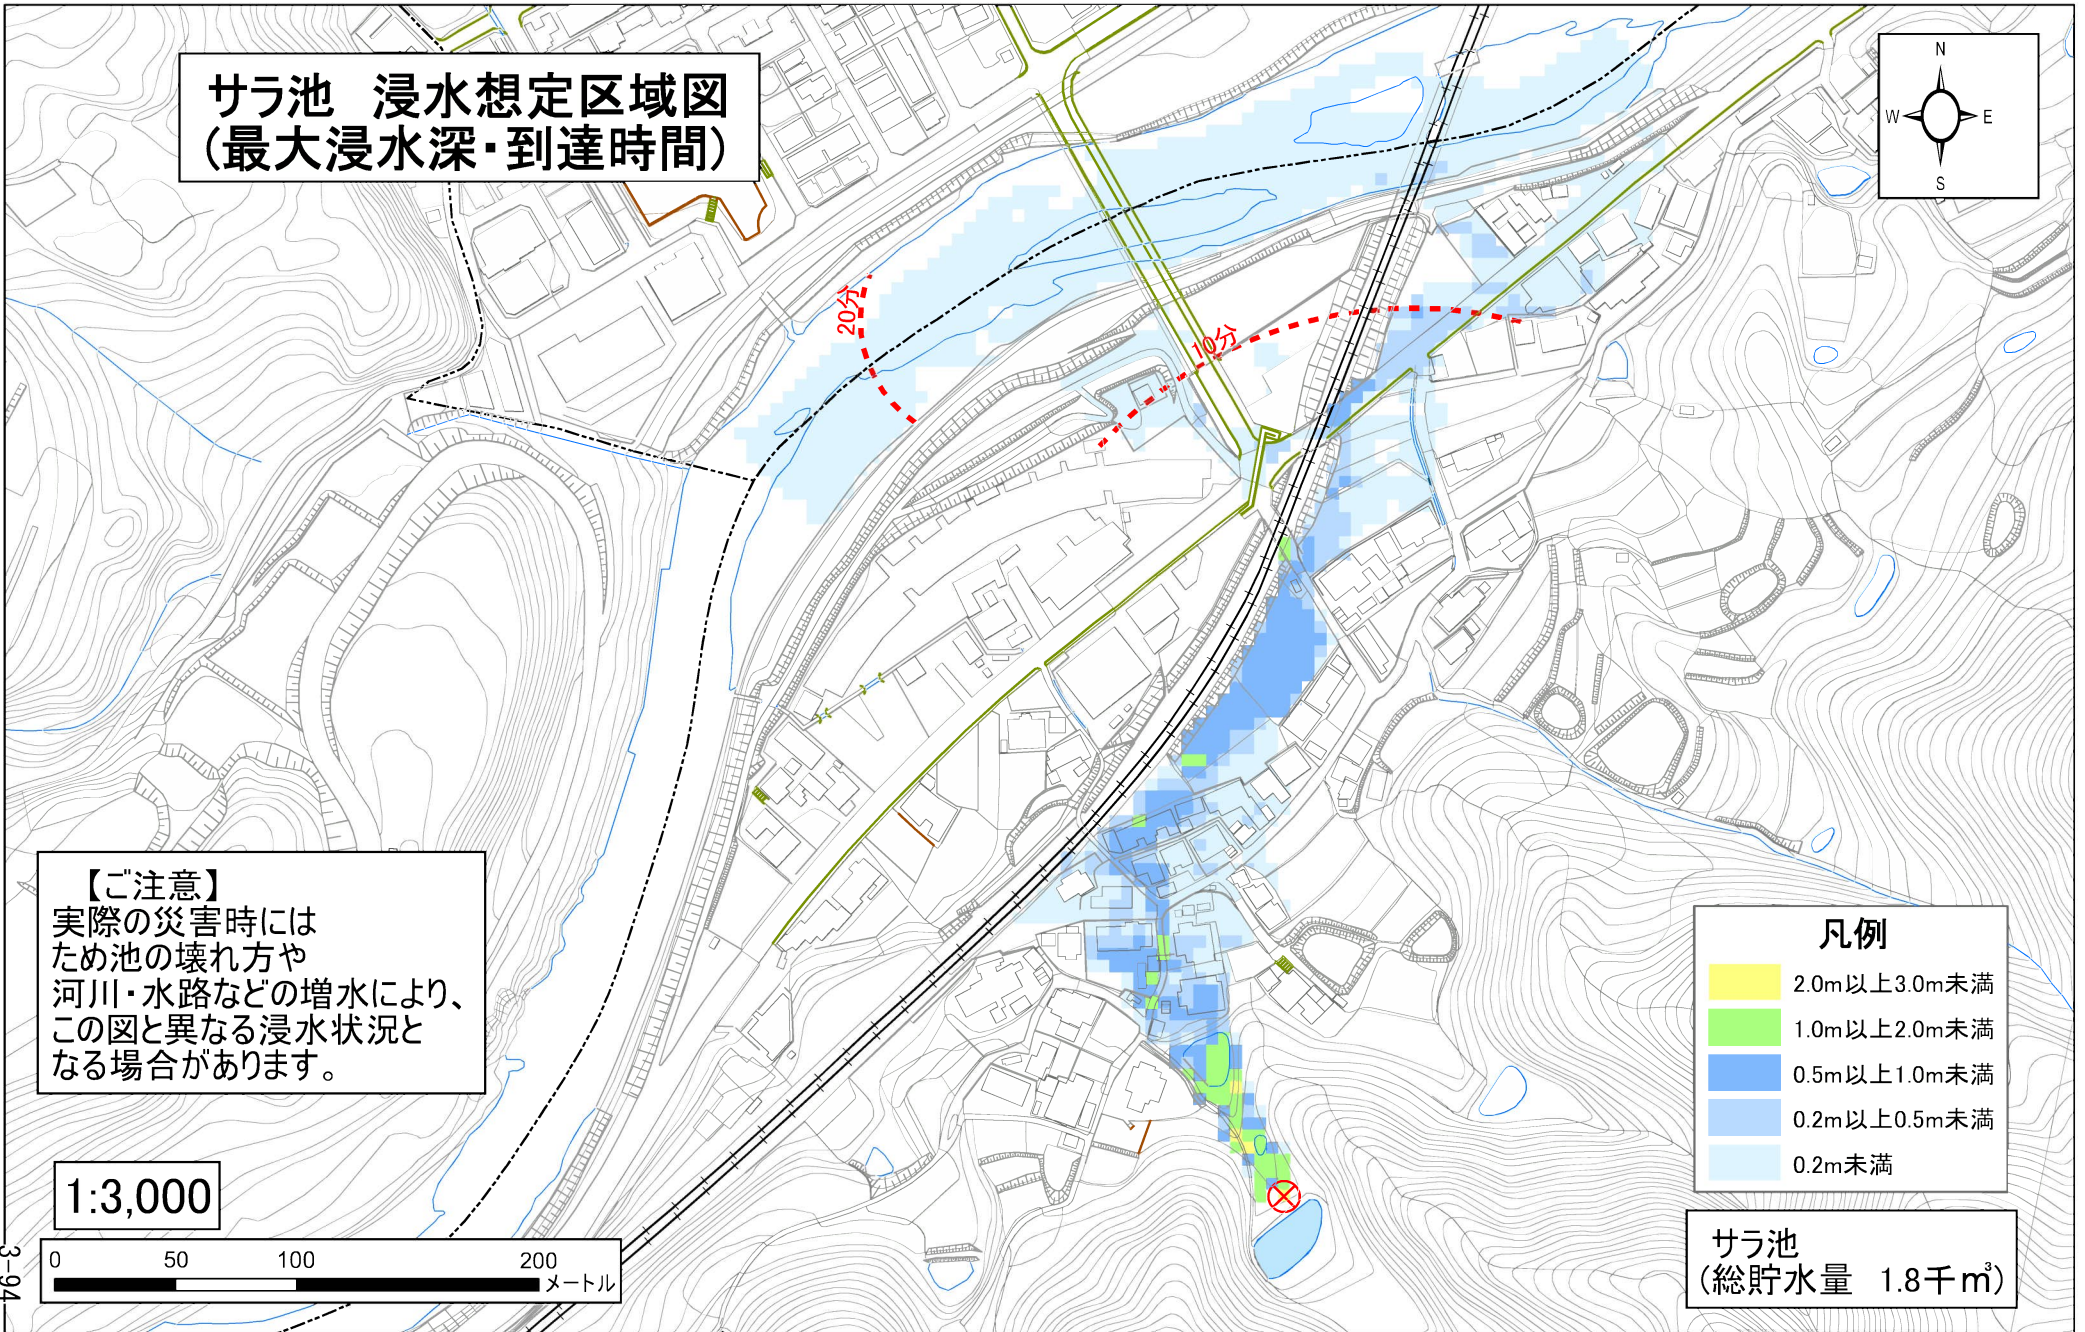 サラ池　浸水想定区域図
(最大浸水深・到達時間)
N
W
E
S
20分
10分
【ご注意】
実際の災害時には
ため池の壊れ方や
河川・水路などの増水により、
この図と異なる浸水状況と
なる場合があります。
凡例
2.0m以上3.0m未満
1.0m以上2.0m未満
0.5m以上1.0m未満
0.2m以上0.5m未満
0.2m未満
1:3,000
0 50 100 200
メートル
サラ池
(総貯水量　1.8千㎥)
3-94